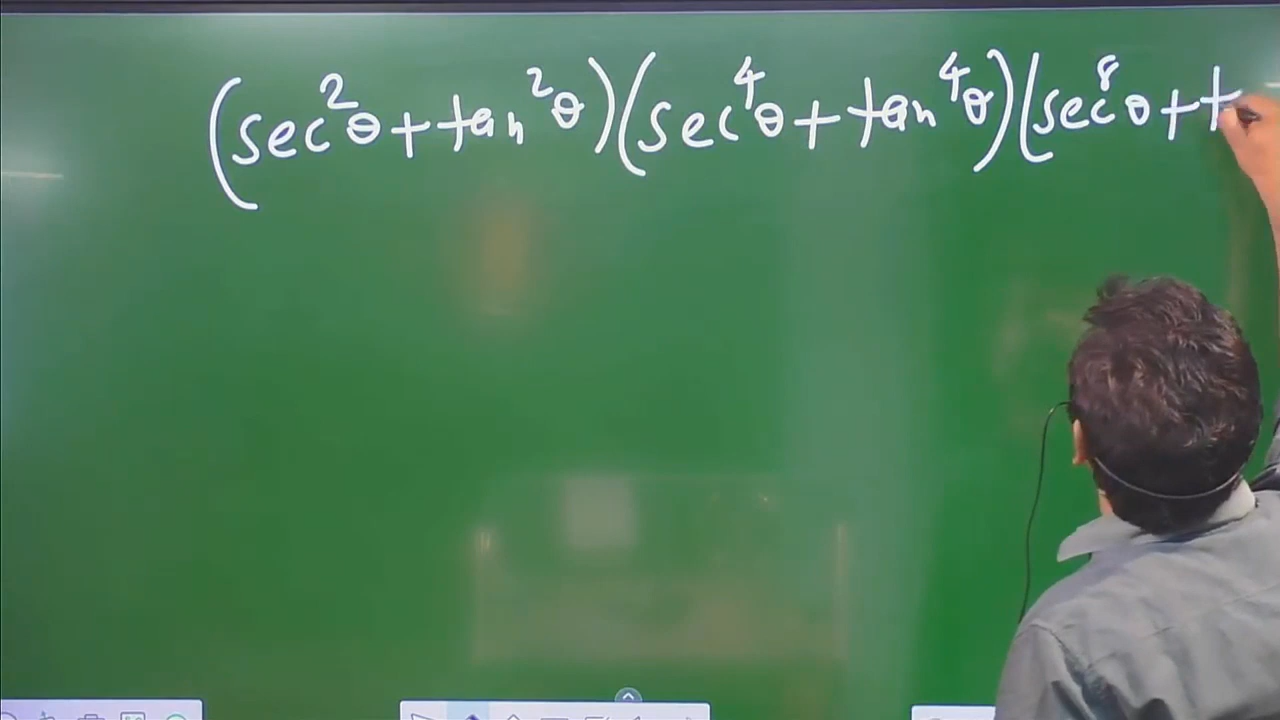 (sec²θ + tan²θ)(sec⁴θ + tan⁴θ)(sec⁸θ + t